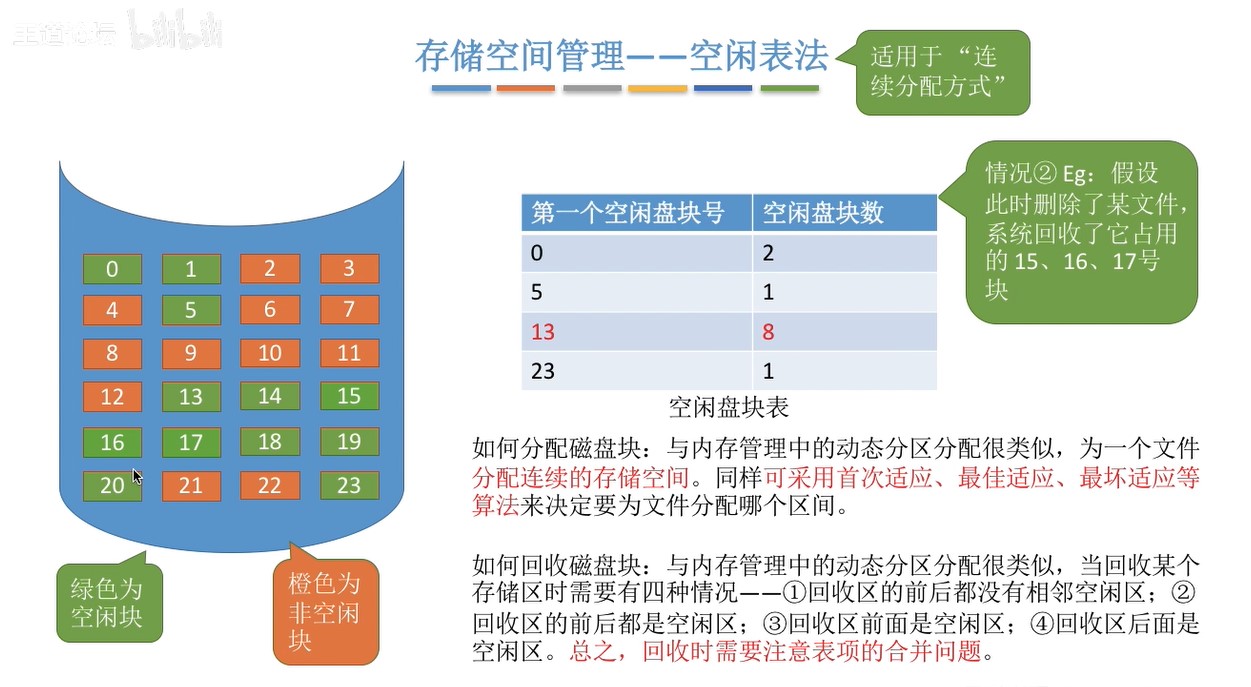 王道论坛 bilibili
存储空间管理——空闲表法
适用于“连
续分配方式”
情况② Eg：假设
此时删除了某文件，
系统回收了它占用
的 15、16、17号
块
第一个空闲盘块号 空闲盘块数
0 2
5 1
13 8
23 1
空闲盘块表
0 1 2 3
4 5 6 7
8 9 10 11
12 13 14 15
16 17 18 19
20 21 22 23
绿色为
空闲块
橙色为
非空闲
块
如何分配磁盘块：与内存管理中的动态分区分配很类似，为一个文件
分配连续的存储空间。同样可采用首次适应、最佳适应、最坏适应等
算法来决定要为文件分配哪个区间。
如何回收磁盘块：与内存管理中的动态分区分配很类似，当回收某个
存储区时需要有四种情况——①回收区的前后都没有相邻空闲区；②
回收区的前后都是空闲区；③回收区前面是空闲区；④回收区后面是
空闲区。总之，回收时需要注意表项的合并问题。